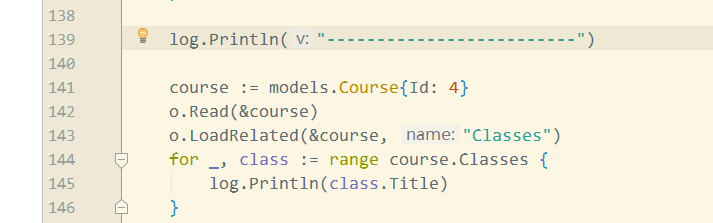 138
139 log.Println( v: "-------------------------")
140
141 course := models.Course{Id: 4}
142 o.Read(&course)
143 o.LoadRelated(&course, name: "Classes")
144 for _, class := range course.Classes {
145 log.Println(class.Title)
146 }